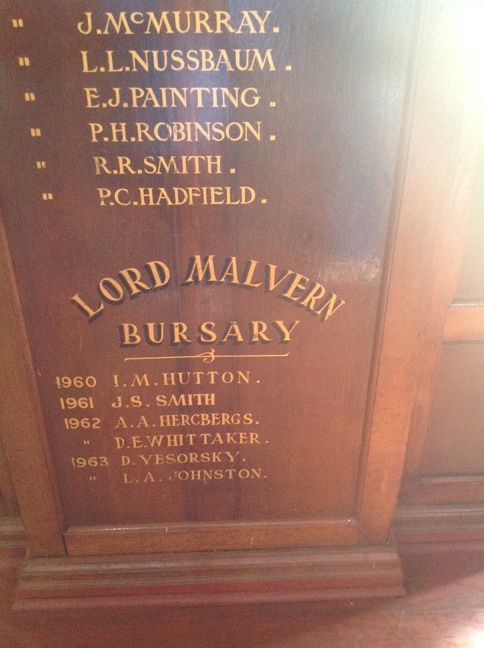 " J. McMURRAY.
" L.L. NUSSBAUM.
" E.J. PAINTING.
" P.H. ROBINSON.
" R.R. SMITH.
" P.C. HADFIELD.
LORD MALVERN
BURSARY
1960 I.M. HUTTON.
1961 J.S. SMITH
1962 A.A. HERCBERGS.
" D.E. WHITTAKER.
1963 D. YESORSKY.
" L.A. JOHNSTON.